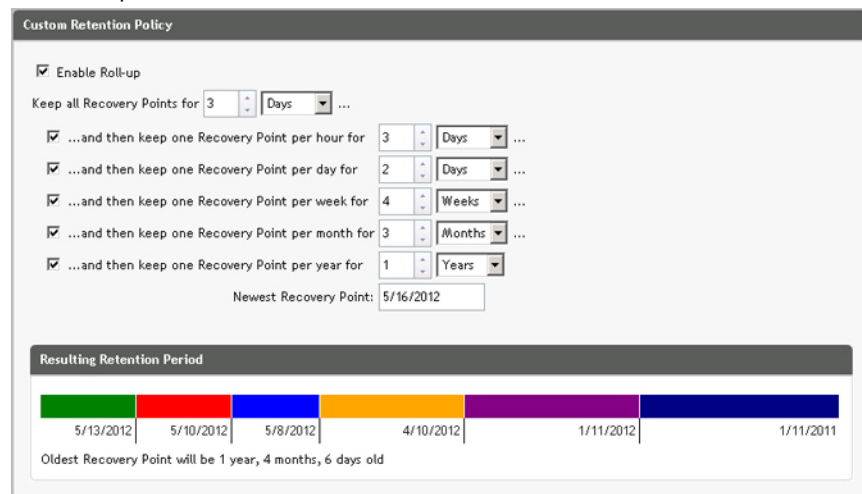 Custom Retention Policy
Enable Roll-up
Keep all Recovery Points for 3 Days ...
...and then keep one Recovery Point per hour for 3 Days ...
...and then keep one Recovery Point per day for 2 Days ...
...and then keep one Recovery Point per week for 4 Weeks ...
...and then keep one Recovery Point per month for 3 Months ...
...and then keep one Recovery Point per year for 1 Years
Newest Recovery Point: 5/16/2012
Resulting Retention Period
5/13/2012 5/10/2012 5/8/2012 4/10/2012 1/11/2012 1/11/2011
Oldest Recovery Point will be 1 year, 4 months, 6 days old